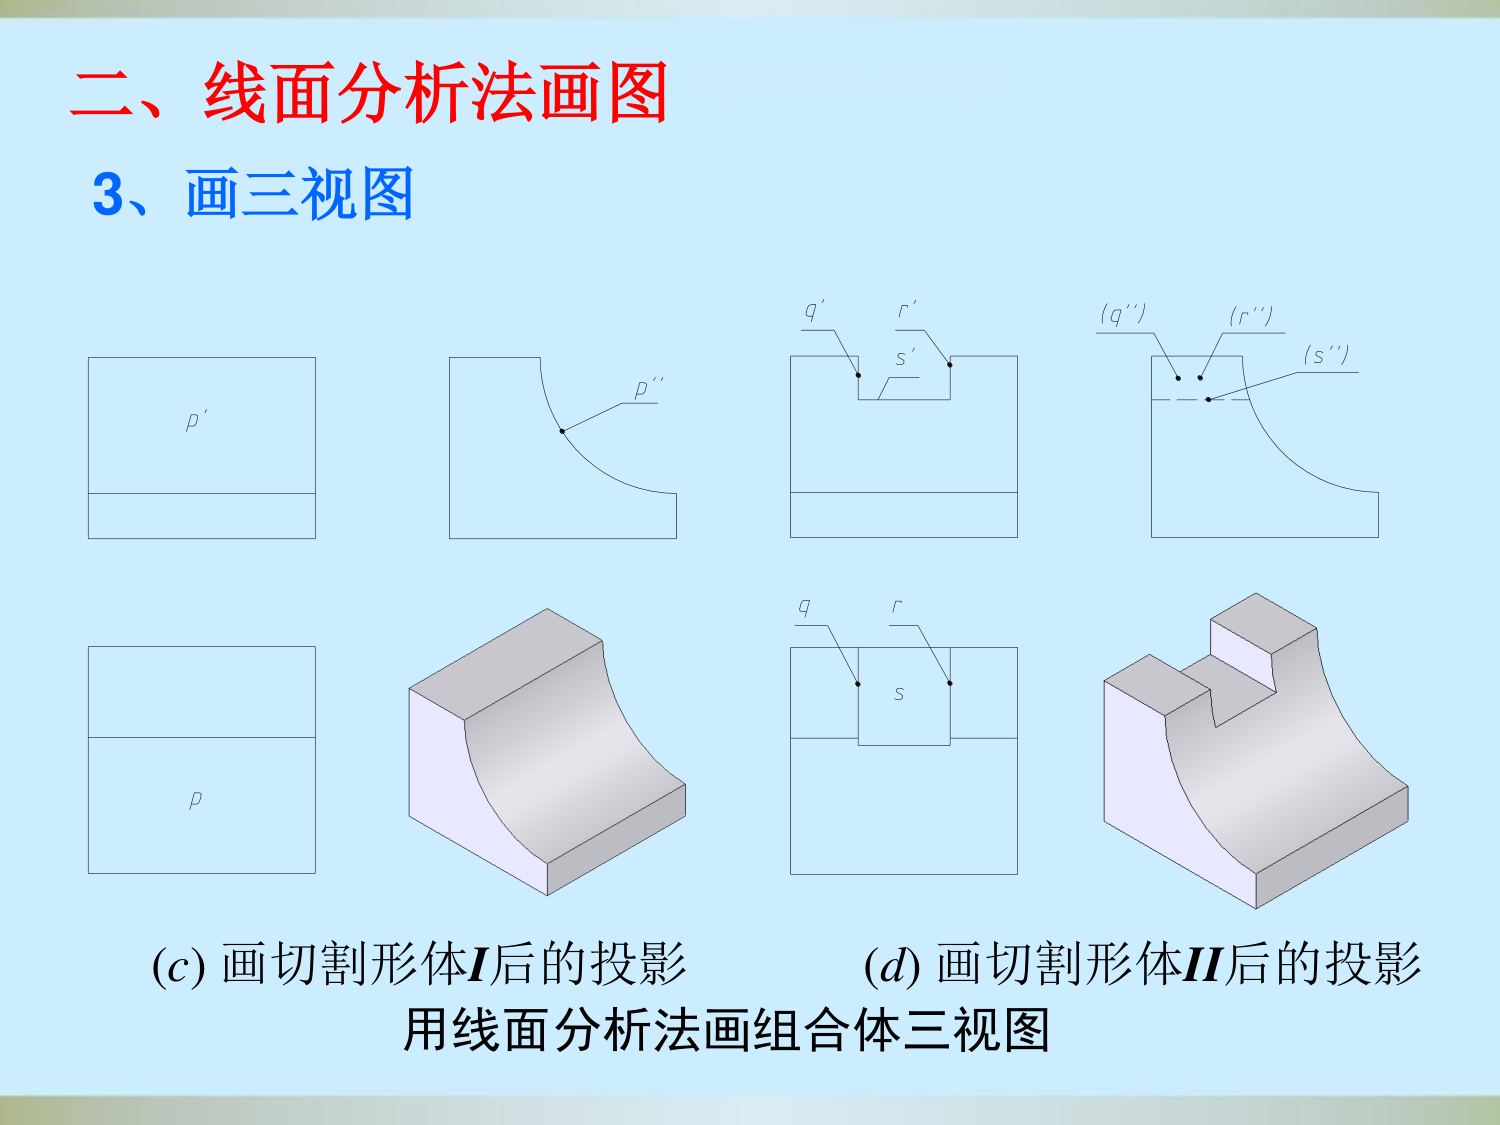 二、线面分析法画图
3、画三视图
q' r' (q'') (r'')
s' (s'')
p' p''
q r
s
p
(c) 画切割形体I后的投影 (d) 画切割形体II后的投影
用线面分析法画组合体三视图